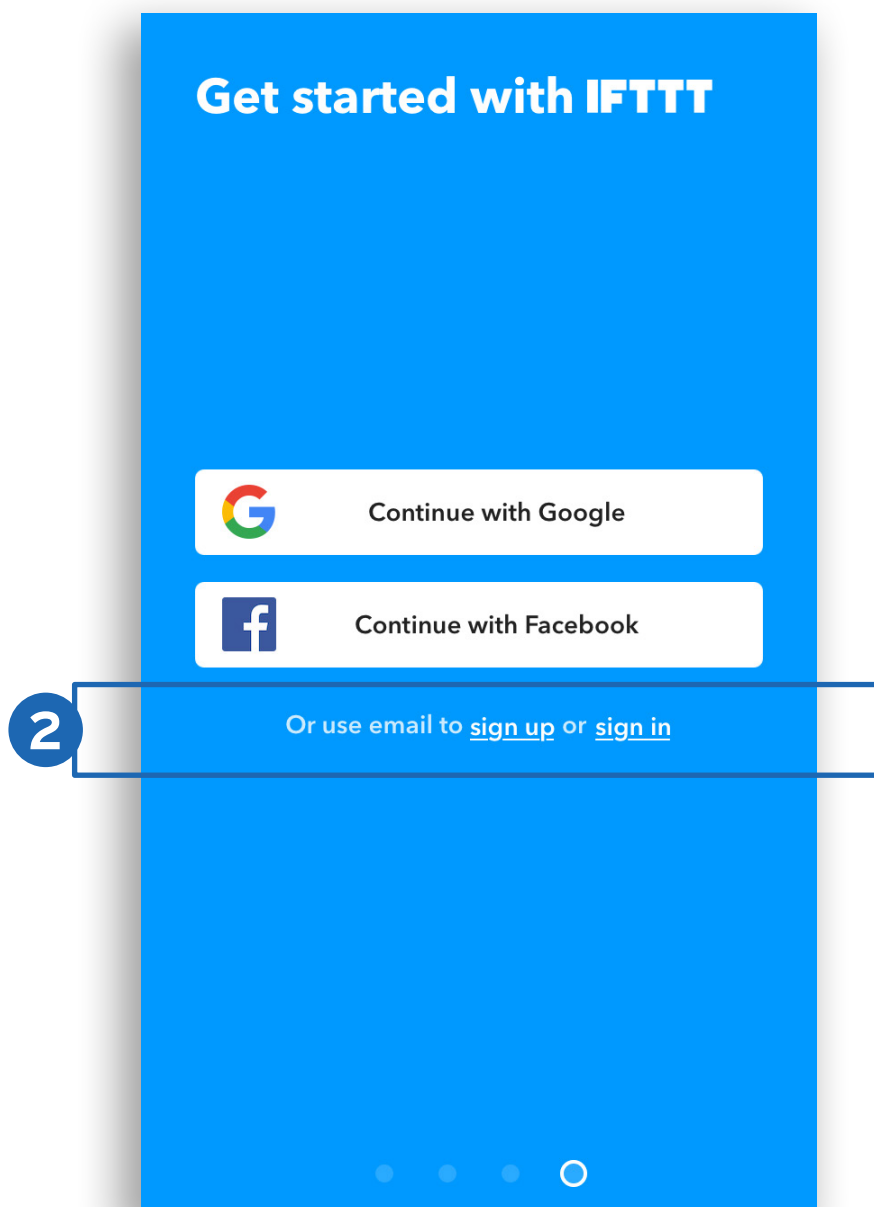 Get started with IFTTT
Continue with Google
Continue with Facebook
2
Or use email to sign up or sign in